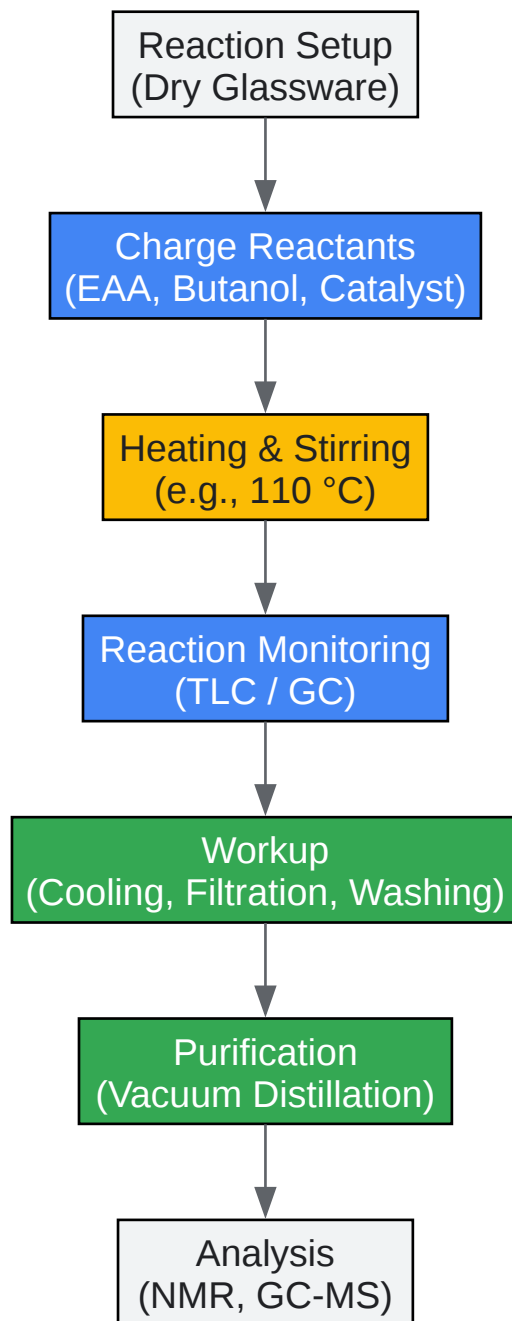 Reaction Setup
(Dry Glassware)
Charge Reactants
(EAA, Butanol, Catalyst)
Heating & Stirring
(e.g., 110 °C)
Reaction Monitoring
(TLC / GC)
Workup
(Cooling, Filtration, Washing)
Purification
(Vacuum Distillation)
Analysis
(NMR, GC-MS)